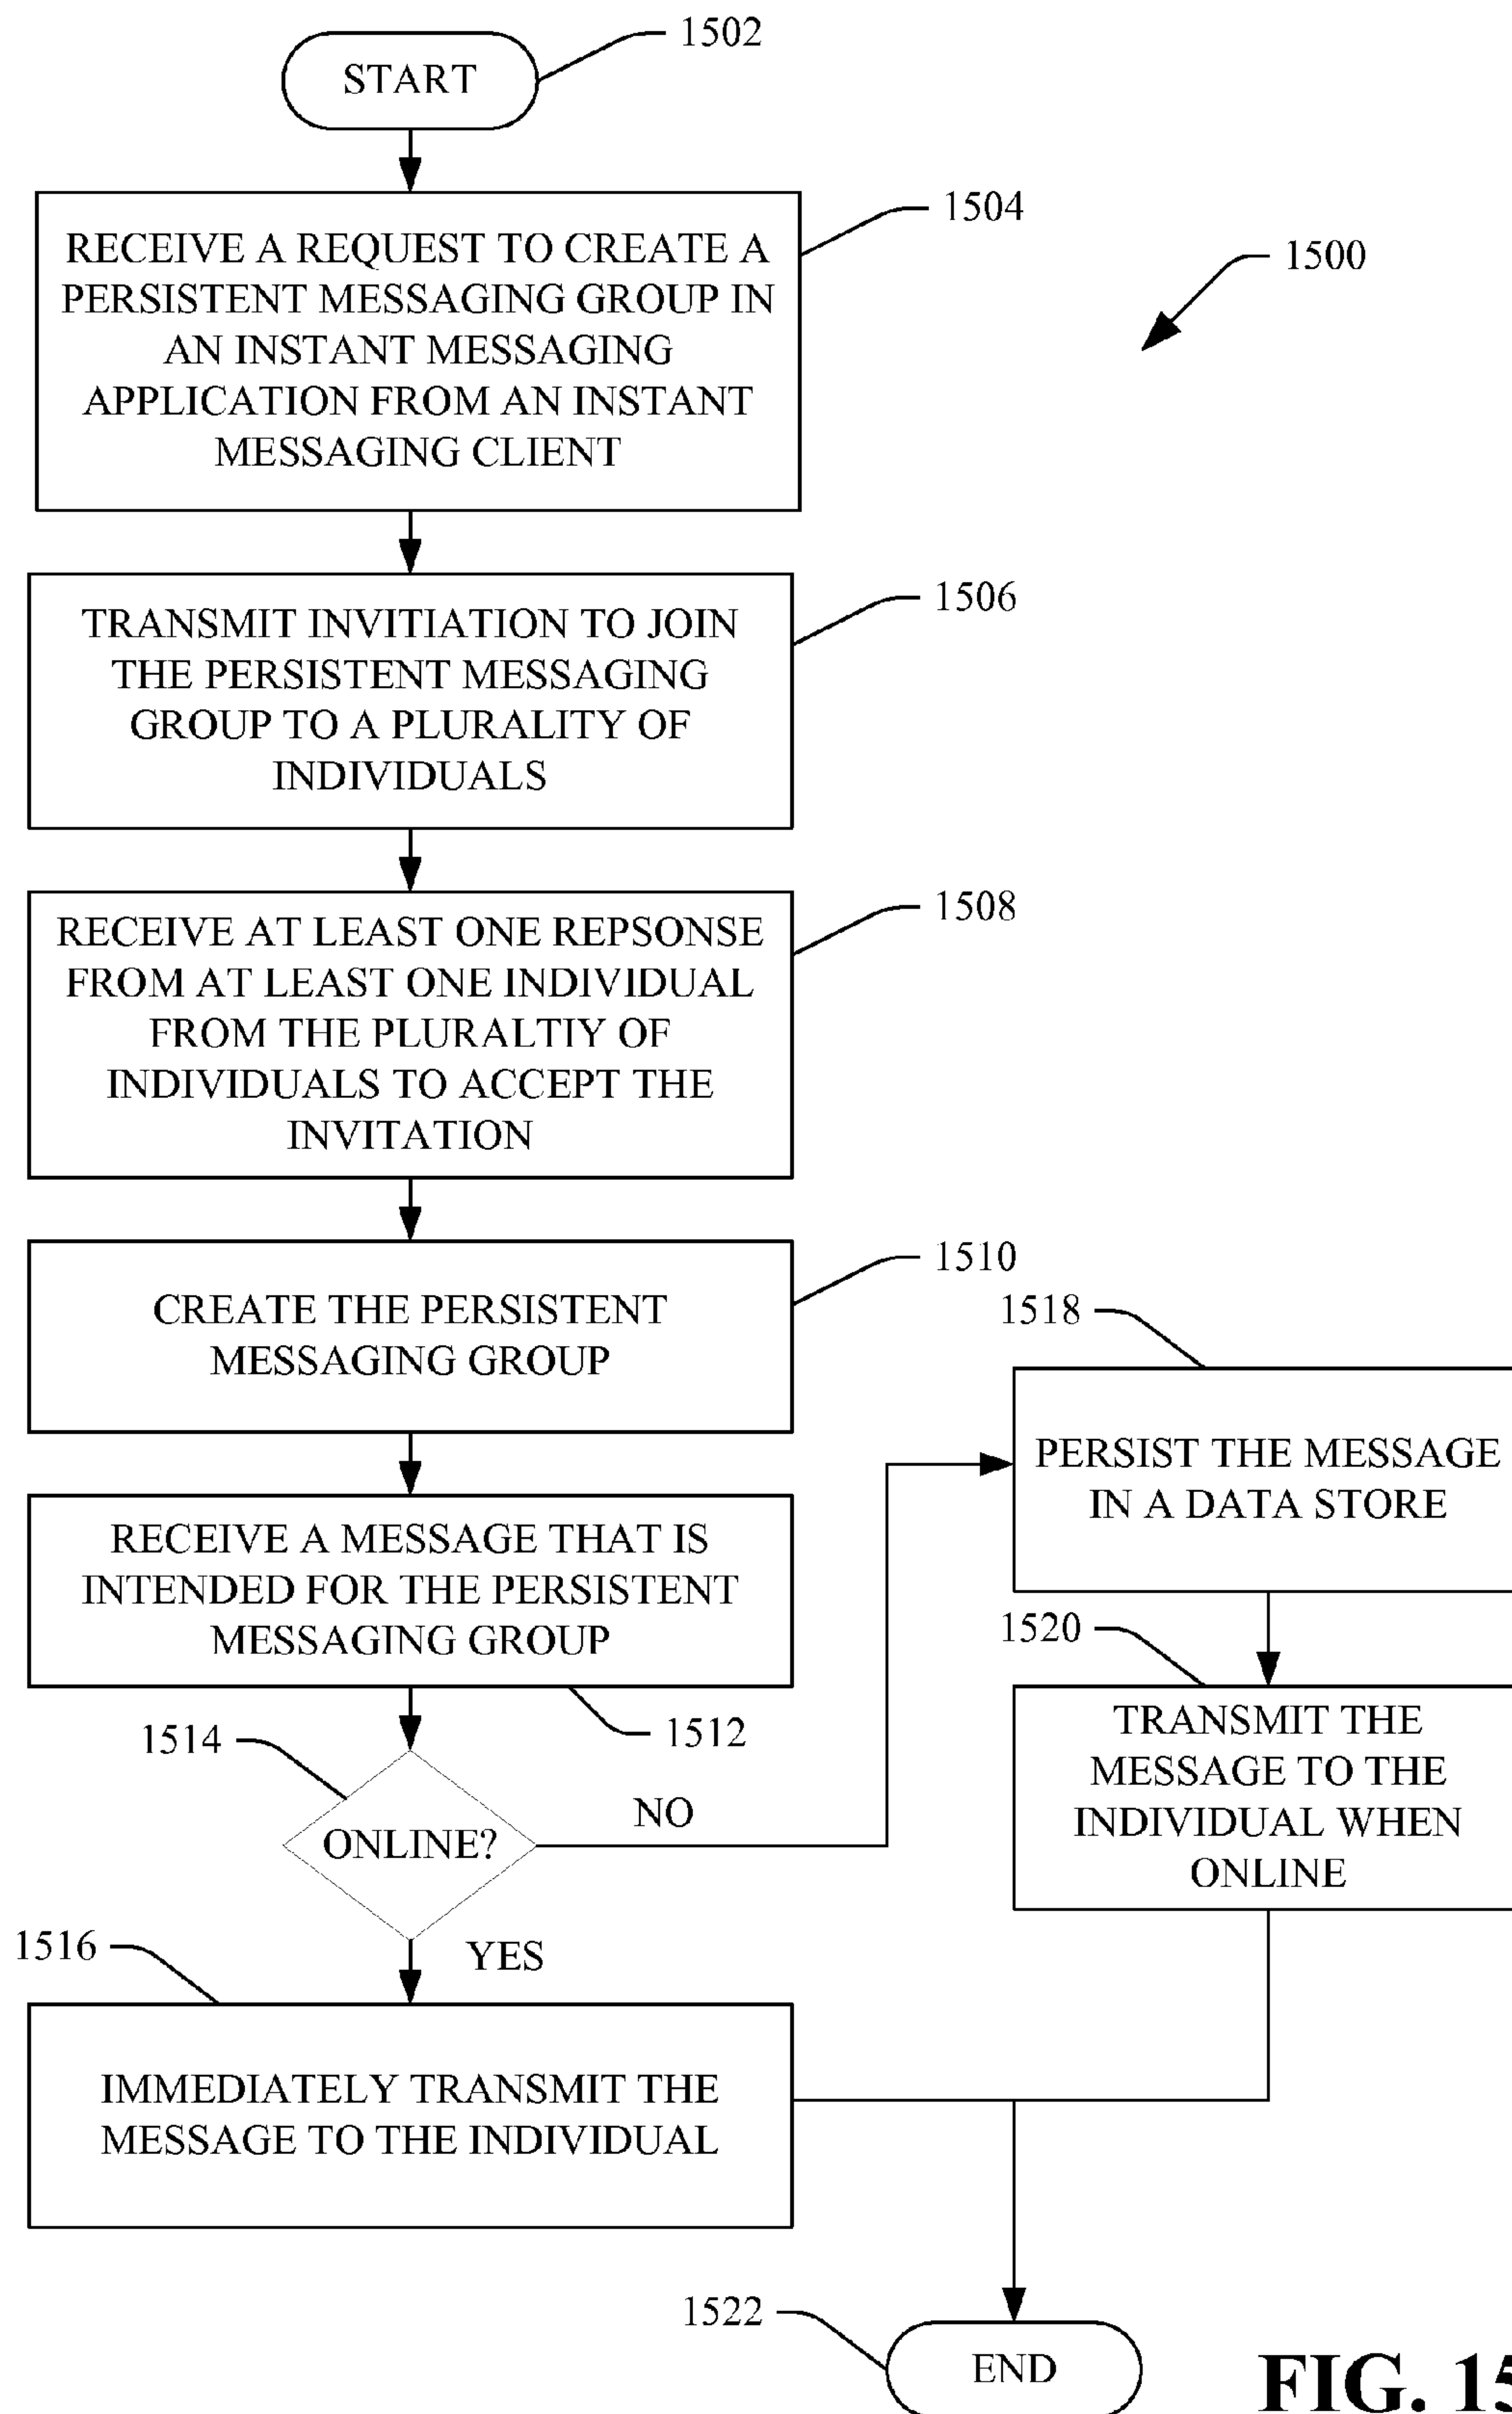 1502
START
1504
RECEIVE A REQUEST TO CREATE A
PERSISTENT MESSAGING GROUP IN
AN INSTANT MESSAGING
APPLICATION FROM AN INSTANT
MESSAGING CLIENT
1500
1506
TRANSMIT INVITIATION TO JOIN
THE PERSISTENT MESSAGING
GROUP TO A PLURALITY OF
INDIVIDUALS
1508
RECEIVE AT LEAST ONE REPSONSE
FROM AT LEAST ONE INDIVIDUAL
FROM THE PLURALTIY OF
INDIVIDUALS TO ACCEPT THE
INVITATION
1510
CREATE THE PERSISTENT
MESSAGING GROUP
1518
PERSIST THE MESSAGE
IN A DATA STORE
RECEIVE A MESSAGE THAT IS
INTENDED FOR THE PERSISTENT
MESSAGING GROUP
1512
1520
TRANSMIT THE
MESSAGE TO THE
INDIVIDUAL WHEN
ONLINE
1514
ONLINE?
NO
YES
1516
IMMEDIATELY TRANSMIT THE
MESSAGE TO THE INDIVIDUAL
1522
END
FIG. 15